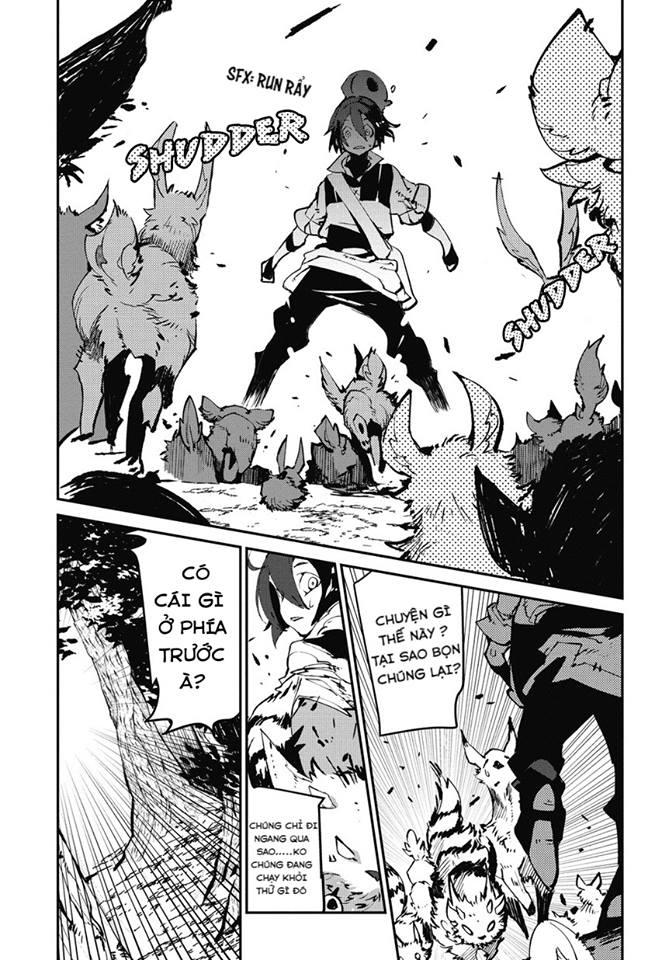 SFX: RUN RẨY
SHUDDER
SHUDDER
CHUYỆN GÌ
THẾ NÀY ?
TẠI SAO BỌN
CHÚNG LẠI?
CHÚNG CHỈ ĐI
NGANG QUA
SAO.....KO
CHÚNG ĐANG
CHẠY KHỎI
THỨ GÌ ĐÓ
CÓ
CÁI GÌ
Ở PHÍA
TRƯỚC
À?